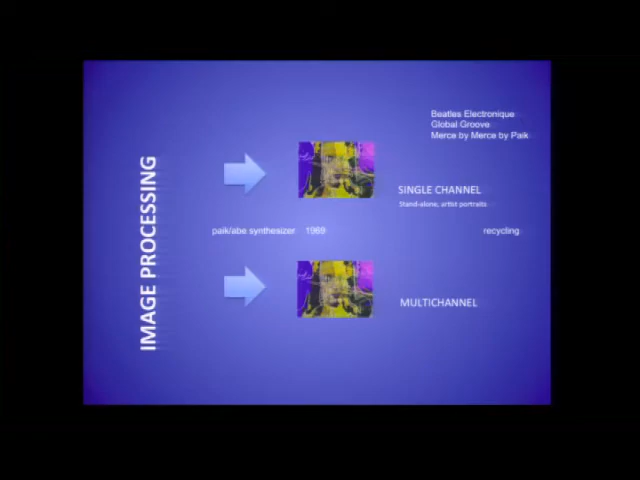 Beatles Electronique
Global Groove
Merce by Merce by Paik
IMAGE PROCESSING
SINGLE CHANNEL
Stand-alone, artist portraits
paik/abe synthesizer 1969
recycling
MULTICHANNEL